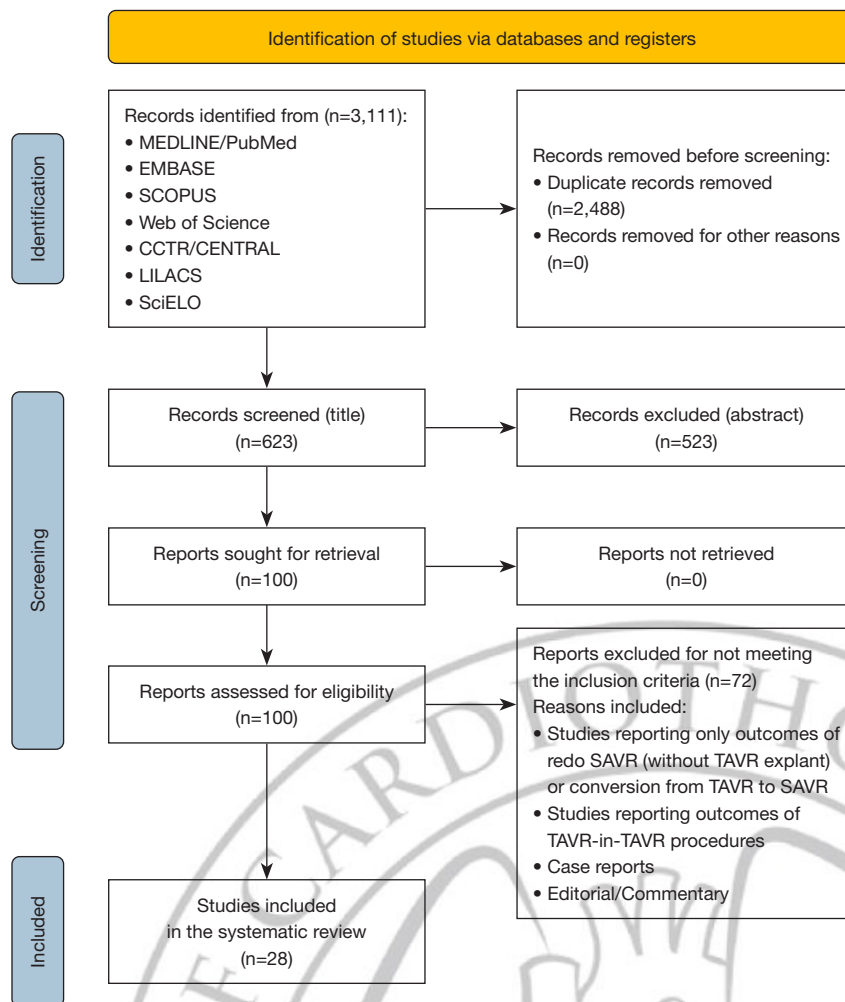 Identification of studies via databases and registers
Identification
Records identified from (n=3,111):
• MEDLINE/PubMed
• EMBASE
• SCOPUS
• Web of Science
• CCTR/CENTRAL
• LILACS
• SciELO
Records removed before screening:
• Duplicate records removed
(n=2,488)
• Records removed for other reasons
(n=0)
Screening
Records screened (title)
(n=623)
Records excluded (abstract)
(n=523)
Reports sought for retrieval
(n=100)
Reports not retrieved
(n=0)
Reports assessed for eligibility
(n=100)
Reports excluded for not meeting
the inclusion criteria (n=72)
Reasons included:
• Studies reporting only outcomes of
redo SAVR (without TAVR explant)
or conversion from TAVR to SAVR
• Studies reporting outcomes of
TAVR-in-TAVR procedures
• Case reports
• Editorial/Commentary
Included
Studies included
in the systematic review
(n=28)